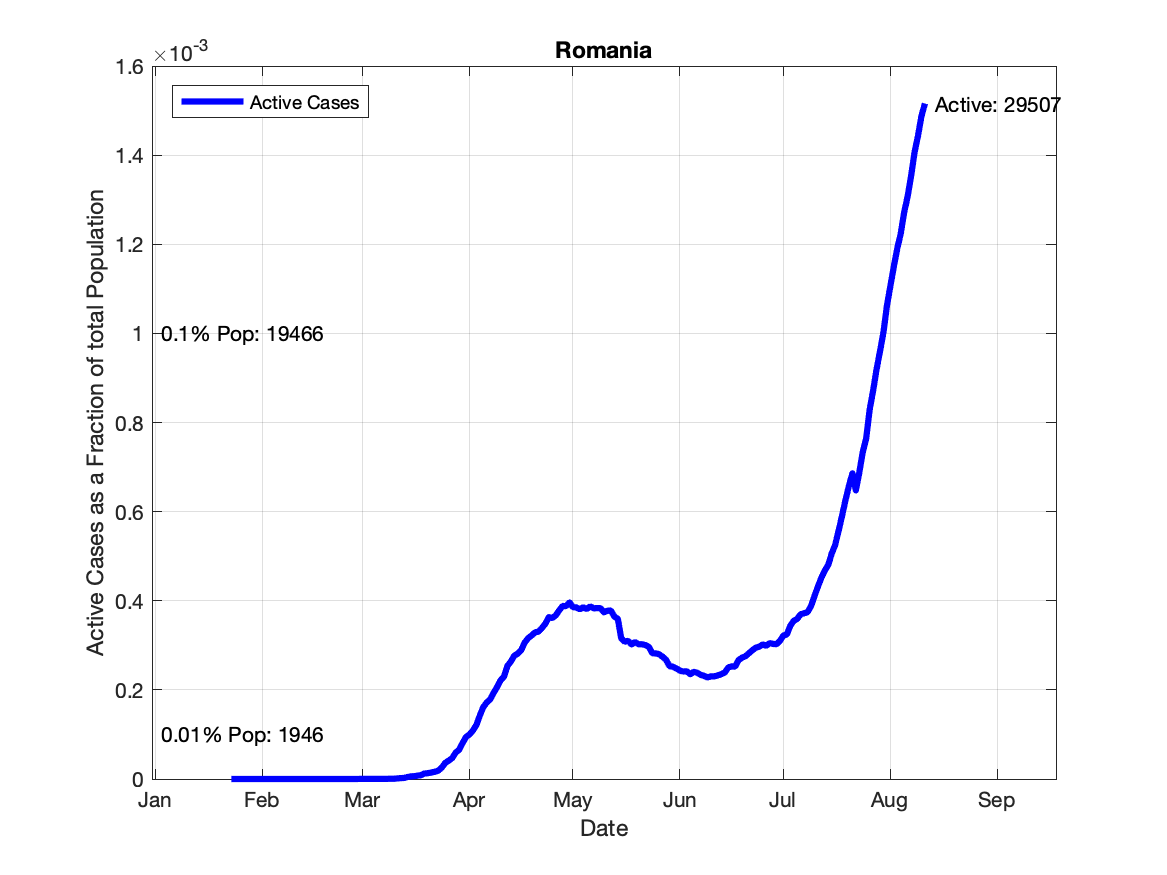 Romania
×10-3
1.6
Active Cases
Active: 29507
1.4
1.2
1
0.1% Pop: 19466
0.8
0.6
0.4
0.2
0.01% Pop: 1946
0
Active Cases as a Fraction of total Population
Jan Feb Mar Apr May Jun Jul Aug Sep
Date